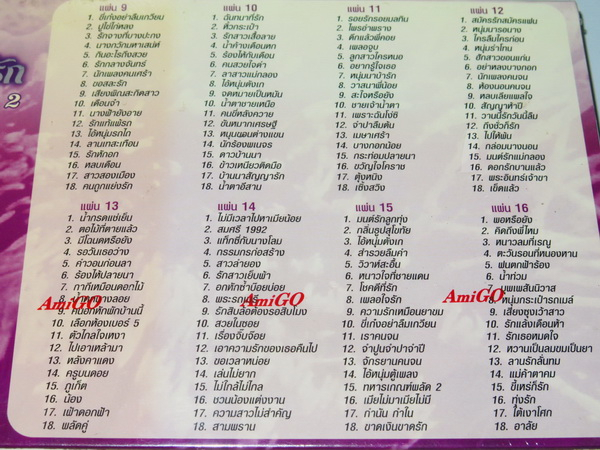 รัก
2
แผ่น 9
1. ขี้เก่งอย่าลืมเกวียน
2. ปูไข่ไก่หลง
3. รักจางที่บางปะกง
4. นางกวักมหาเสน่ห์
5. กินอะไรถึงสวย
6. รักกลางจันทร์
7. นักเพลงคนเศร้า
8. ขอสละรัก
9. เสียงพิณสะกิดสาว
10. เดือนจ๋า
11. นางฟ้ายังอาย
12. รักแท้แพ้รถ
13. ไอ้หนุ่มรถไถ
14. ลานเทสะเทือน
15. รักหักอก
16. หลบเดือน
17. สาวสองเมือง
18. คนถูกแย่งรัก
แผ่น 10
1. ฉันทนาที่รัก
2. หิ่วกระเป๋า
3. รักสาวเสื้อลาย
4. น้ำค้างเดือนหก
5. ร้องไห้กับเดือน
6. คนสวยใจดำ
7. ลาสาวแม่กลอง
8. ไอ้หนุ่มตังเก
9. จดหมายเป็นหมัน
10. น้ำตาชายเหนือ
11. คนขี่หลังควาย
12. อันหมากเศรษฐี
13. หนุนหมอนต่างแขน
14. นักร้องพเนจร
15. ดาวบ้านนา
16. ข้าวเหนียวติดมือ
17. บ้านนาสัญญารัก
18. น้ำตาอีสาน
แผ่น 11
1. รอยรักรอยมลทิน
2. ไพรอำพราง
3. ดึกแล้วพี่คอย
4. เพลงจูบ
5. ลูกสาวใครหนอ
6. อยากรู้ใจเธอ
7. หนุ่มนาบ้ารัก
8. วาสนาพี่น้อย
9. ละโว้หรือยัง
10. ชายเจ้าน้ำตา
11. เพราะฉันโง่ซิ
12. จำปาลืมต้น
13. เมขลาเศร้า
14. บางกอกน้อย
15. กระท่อมปลายนา
16. ขวัญใจโคราช
17. ตุ้งหนิง
18. เซิ้งสวิง
แผ่น 12
1. สมัครรักสมัครแฟน
2. หนุ่มนารอนาง
3. ใครลืมใครก่อน
4. หนุ่มรำโทน
5. ฮักสาวขอนแก่น
6. อย่าหลงบางกอก
7. นักเพลงคนจน
8. ห้องนอนคนจน
9. หลบเลียแผลใจ
10. สัญญาห้าปี
11. วานนี้รักวันนี้ลืม
12. ถึงชั่วก็รัก
13. ไปให้พ้น
14. กล่อมนางนอน
15. มนต์รักแม่กลอง
16. ดอกรักบานแล้ว
17. พระอินทร์เจ้าขา
18. เช็ดแล้ว
แผ่น 13
1. น้ำกรดแช่เย็น
2. ตอไม้ที่ตายแล้ว
3. มีโฉนดหรือยัง
4. รอวันเธอว่าง
5. คำวอนก่อนลา
6. ร้องไห้ปลายนา
7. กาทีเหมือนดอกไม้
8. น้ำตาลาลอย
9. หม้ออกหักพักบ้านนี้
10. เลือกห้องเบอร์ 5
11. ตัวไกลใจเหงา
12. ไปเอาเหล้ามา
13. หลังคาแดง
14. ครูบนดอย
15. ภูเก็ต
16. น้อง
17. เฝ้าดอกฟ้า
18. พลัดคู่
แผ่น 14
1. ไม่มีเวลาไปหาเมียน้อย
2. สมศรี 1992
3. แท็กซี่กับนางโลม
4. กรรมกรก่อสร้าง
5. สาวลำยอง
6. รักสาวเย็บผ้า
7. อกหักซ้ำบ่อยบ่อย
8. พระรถเมรี
9. รักสิบล้อต้องรอสิบโมง
10. สวยในซอย
11. เรื่องจิ๊บจ้อย
12. เอาความรักของเธอคืนไป
13. ขอเวลาหน่อย
14. เล่นไม่ยาก
15. ไม่ใกล้ไม่ไกล
16. ชวนน้องแต่งงาน
17. ความสาวไม่สำคัญ
18. สามพราน
แผ่น 15
1. มนต์รักลูกทุ่ง
2. กลิ่นธูปสุโขทัย
3. ไอ้หนุ่มตังเก
4. สำรวยลืมคำ
5. วิวาห์สะอื้น
6. หนาวใจที่ชายแดน
7. โชคดีที่รัก
8. เพลอใจรัก
9. ความรักเหมือนยาขม
10. ขี้เก่งอย่าลืมเกวียน
11. เราคนจน
12. จำปูนจำปาจำปี
13. จักรยานคนจน
14. ไอ้หนุ่มตู้เพลง
15. ทหารเกณฑ์ผลัด 2
16. เมียไม่มาเมียไม่มี
17. กำนัน กำใน
18. ขาดเงินขาดรัก
แผ่น 16
1. พอหรือยัง
2. คิดถึงพี่ไหม
3. หนาวลมที่เรณู
4. ตะวันรอนที่หนองหาน
5. ฝนตกฟ้าร้อง
6. น้ำท่วม
7. บุพเพสันนิวาส
8. หนุ่มกระเป๋ารถเมล์
9. เสียงซุงเว้าสาว
10. รักแล้งเดือนห้า
11. รักเธอหมดใจ
12. หวานเป็นลมขมเป็นยา
13. ลานรักลั่นทม
14. แม่ค้าตาคม
15. ขี้เหร่ก็รัก
16. ทุ่งรัก
17. ใต้เงาโศก
18. อาลัย
AmiGO
AmiGO
AmiGO